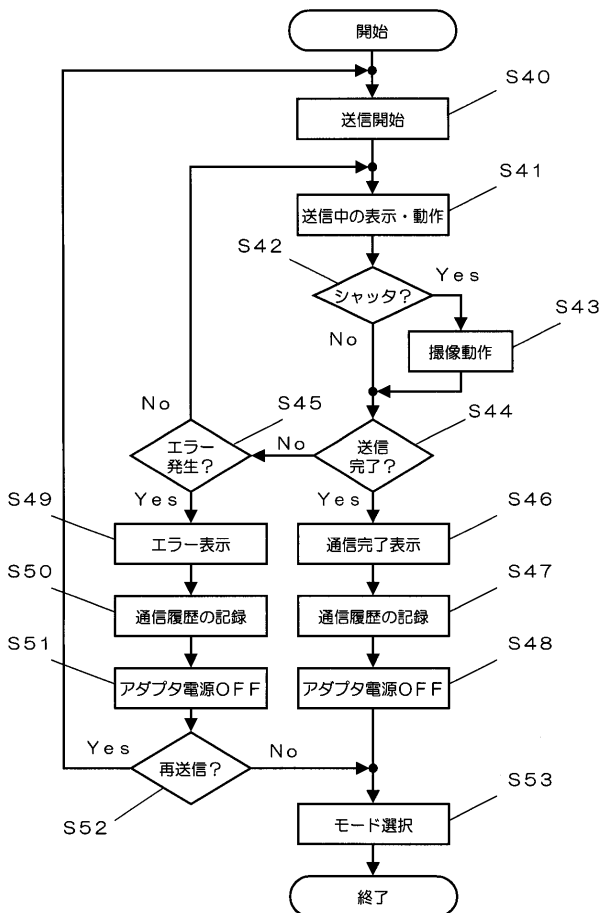 開始
S40
送信開始
S41
送信中の表示・動作
S42
シャッタ?
Yes
S43
撮像動作
No
S44
送信
完了?
No
S45
エラー
発生?
No
Yes
Yes
S49
エラー表示
S46
通信完了表示
S50
通信履歴の記録
S47
通信履歴の記録
S51
アダプタ電源OFF
S48
アダプタ電源OFF
再送信?
Yes
No
S52
S53
モード選択
終了